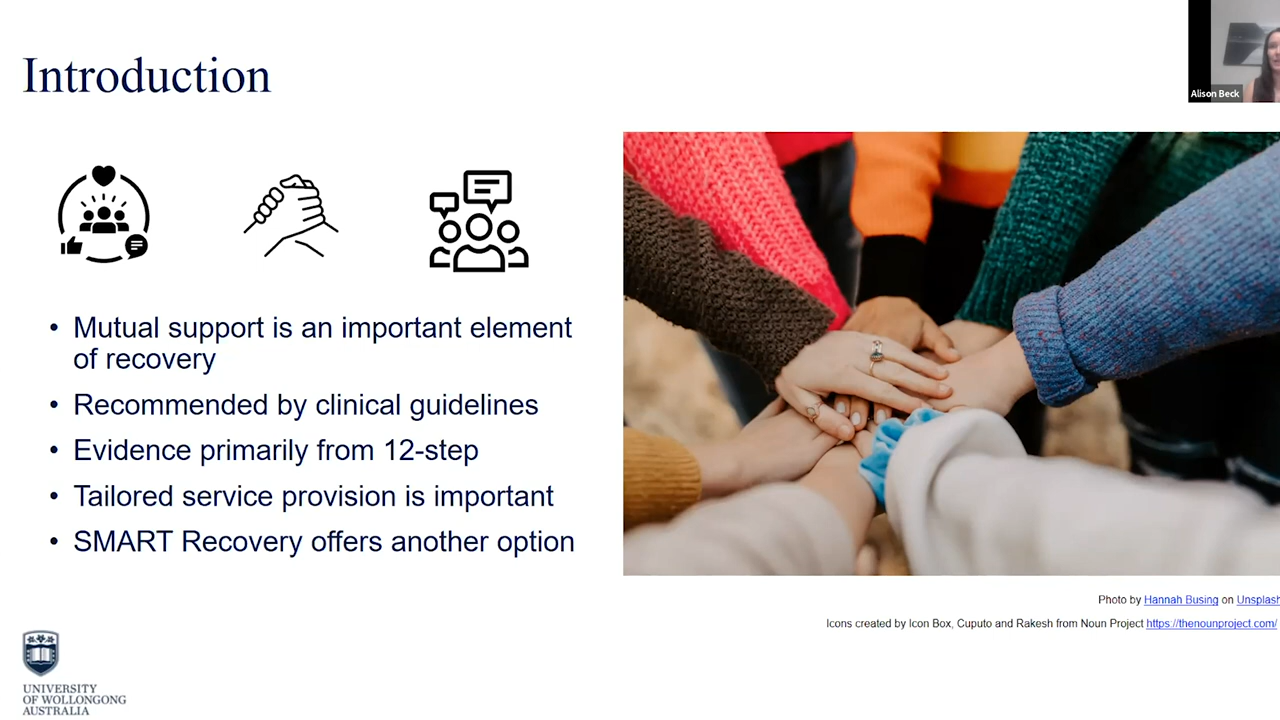 Introduction
Alison Beck
• Mutual support is an important element
of recovery
• Recommended by clinical guidelines
• Evidence primarily from 12-step
• Tailored service provision is important
• SMART Recovery offers another option
Photo by Hannah Busing on Unsplash
Icons created by Icon Box, Cuputo and Rakesh from Noun Project https://thenounproject.com/
UNIVERSITY
OF WOLLONGONG
AUSTRALIA